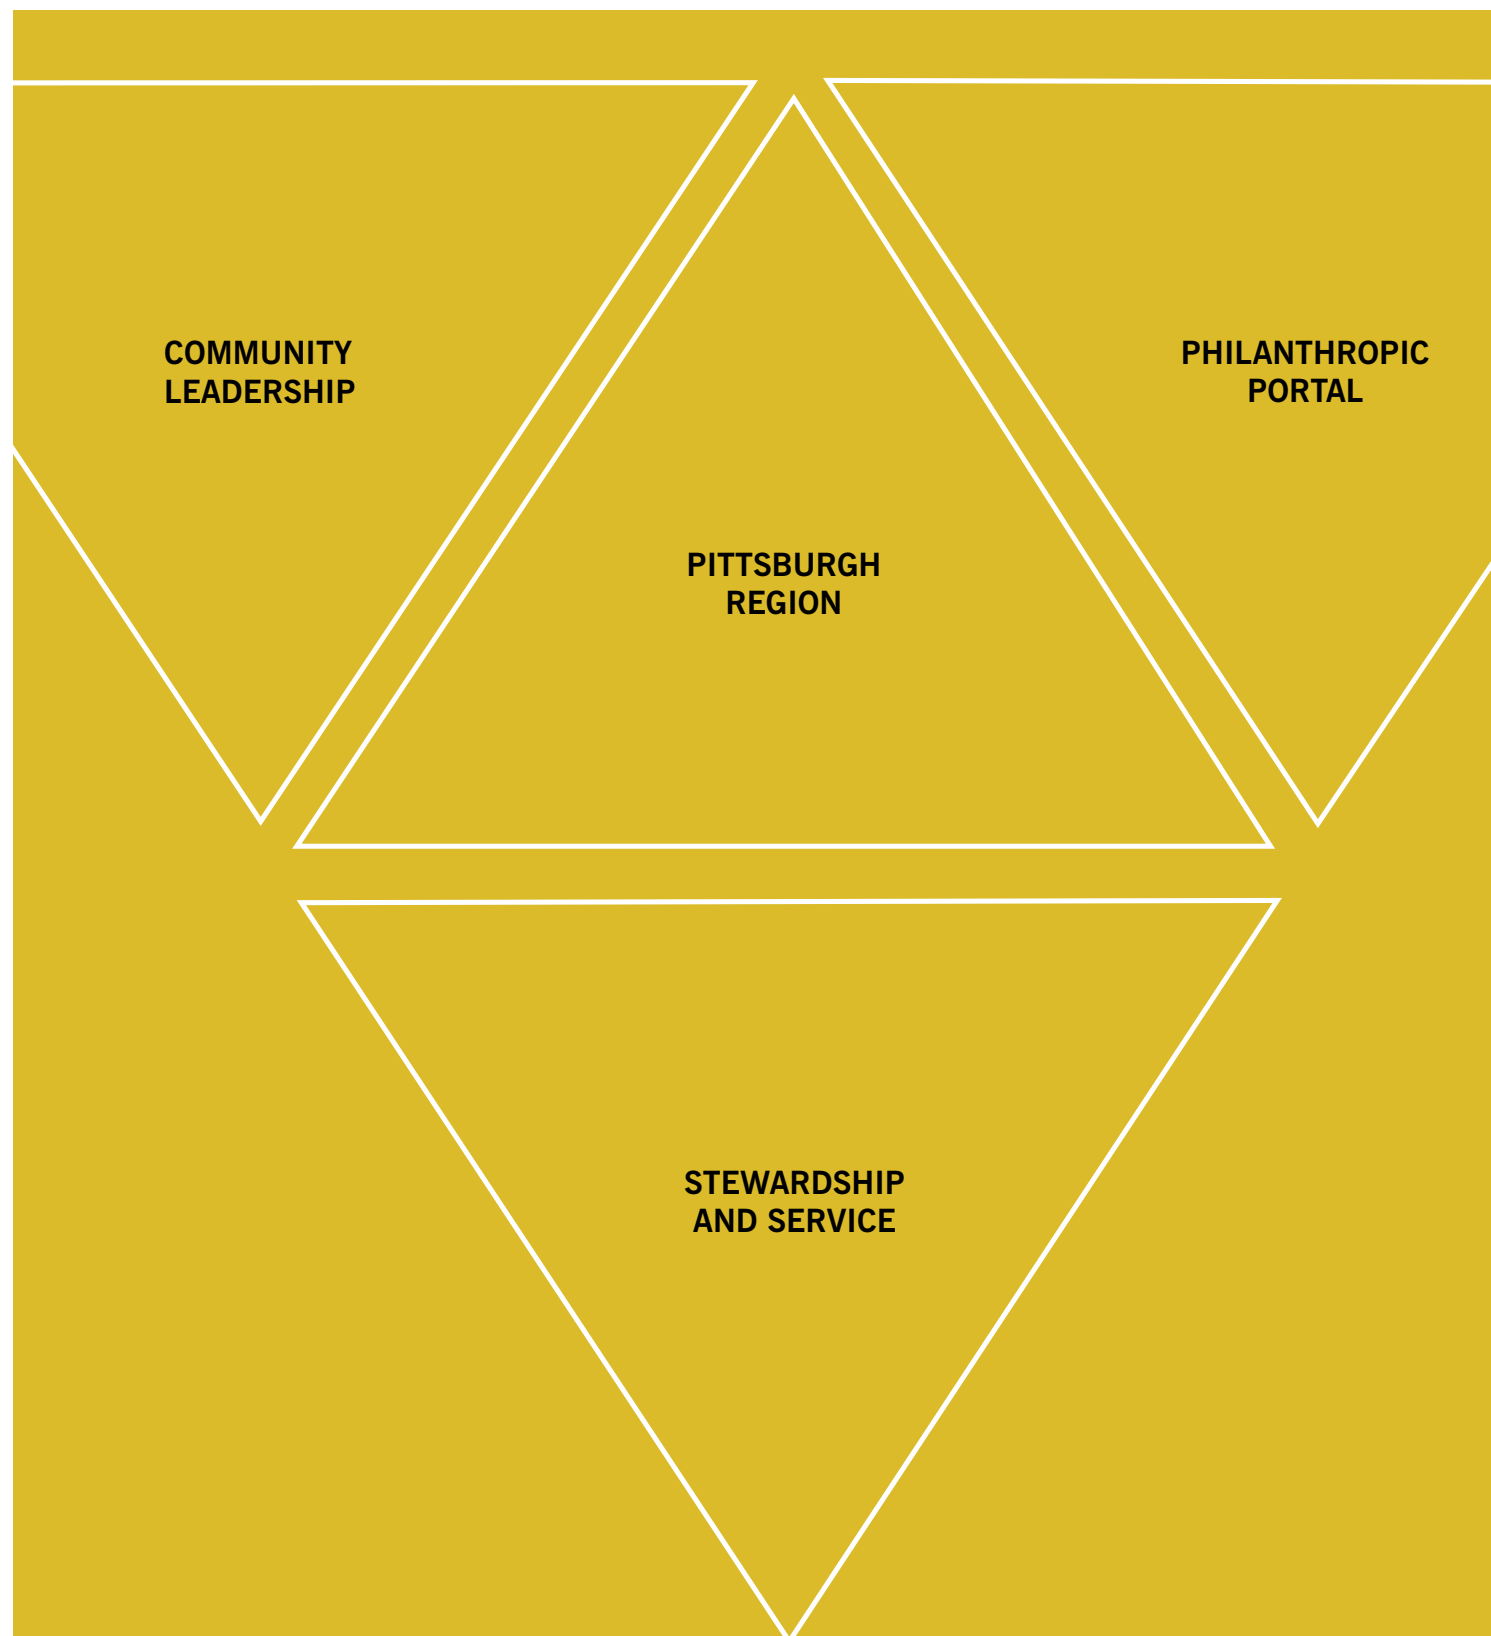 COMMUNITY
LEADERSHIP
PHILANTHROPIC
PORTAL
PITTSBURGH
REGION
STEWARDSHIP
AND SERVICE